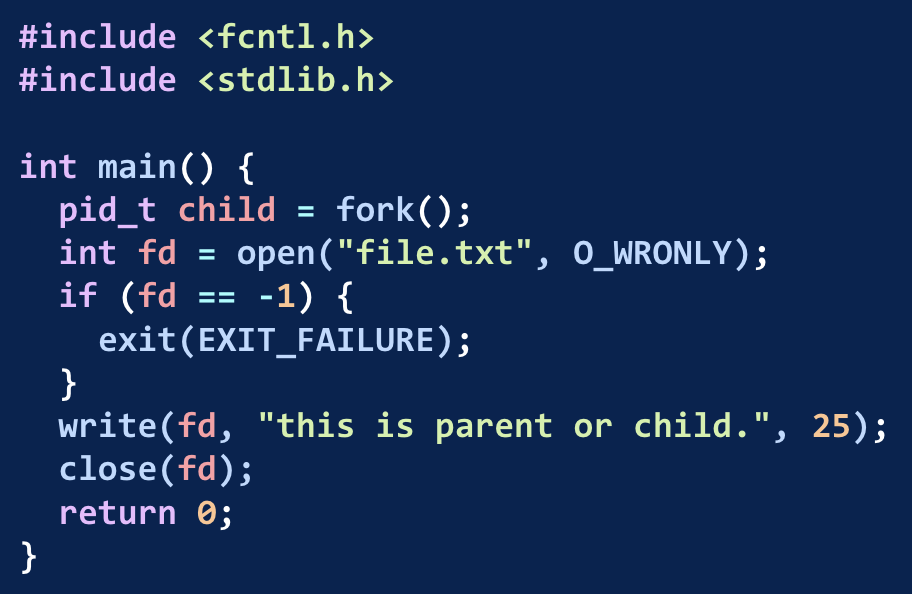 #include <fcntl.h>
#include <stdlib.h>

int main() {
  pid_t child = fork();
  int fd = open("file.txt", O_WRONLY);
  if (fd == -1) {
    exit(EXIT_FAILURE);
  }
  write(fd, "this is parent or child.", 25);
  close(fd);
  return 0;
}